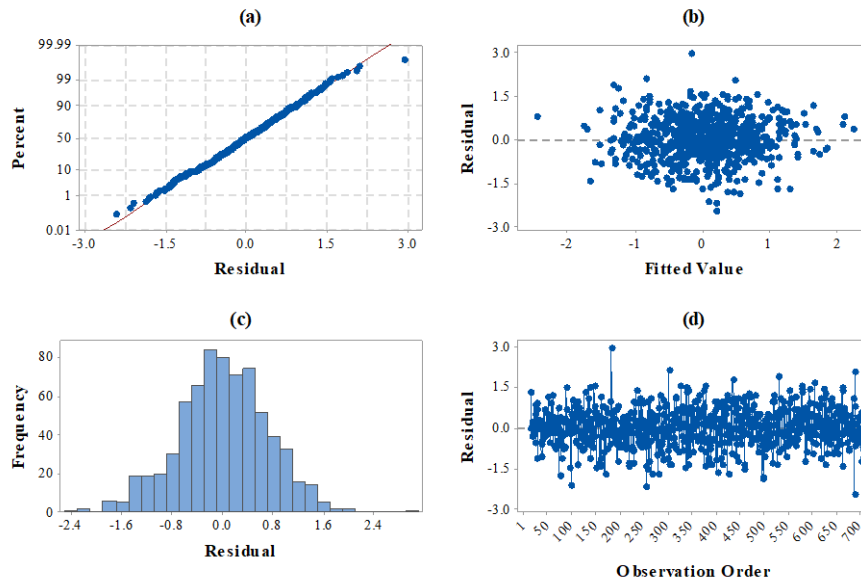 (a)
99.99
99
90
50
10
1
0.01
Percent
-3.0 -1.5 0.0 1.5 3.0
Residual
(b)
3.0
1.5
0.0
-1.5
-3.0
Residual
-2 -1 0 1 2
Fitted Value
(c)
80
60
40
20
0
Frequency
-2.4 -1.6 -0.8 0.0 0.8 1.6 2.4
Residual
(d)
3.0
1.5
0.0
-1.5
-3.0
Residual
1 50 100 150 200 250 300 350 400 450 500 550 600 650 700
Observation Order